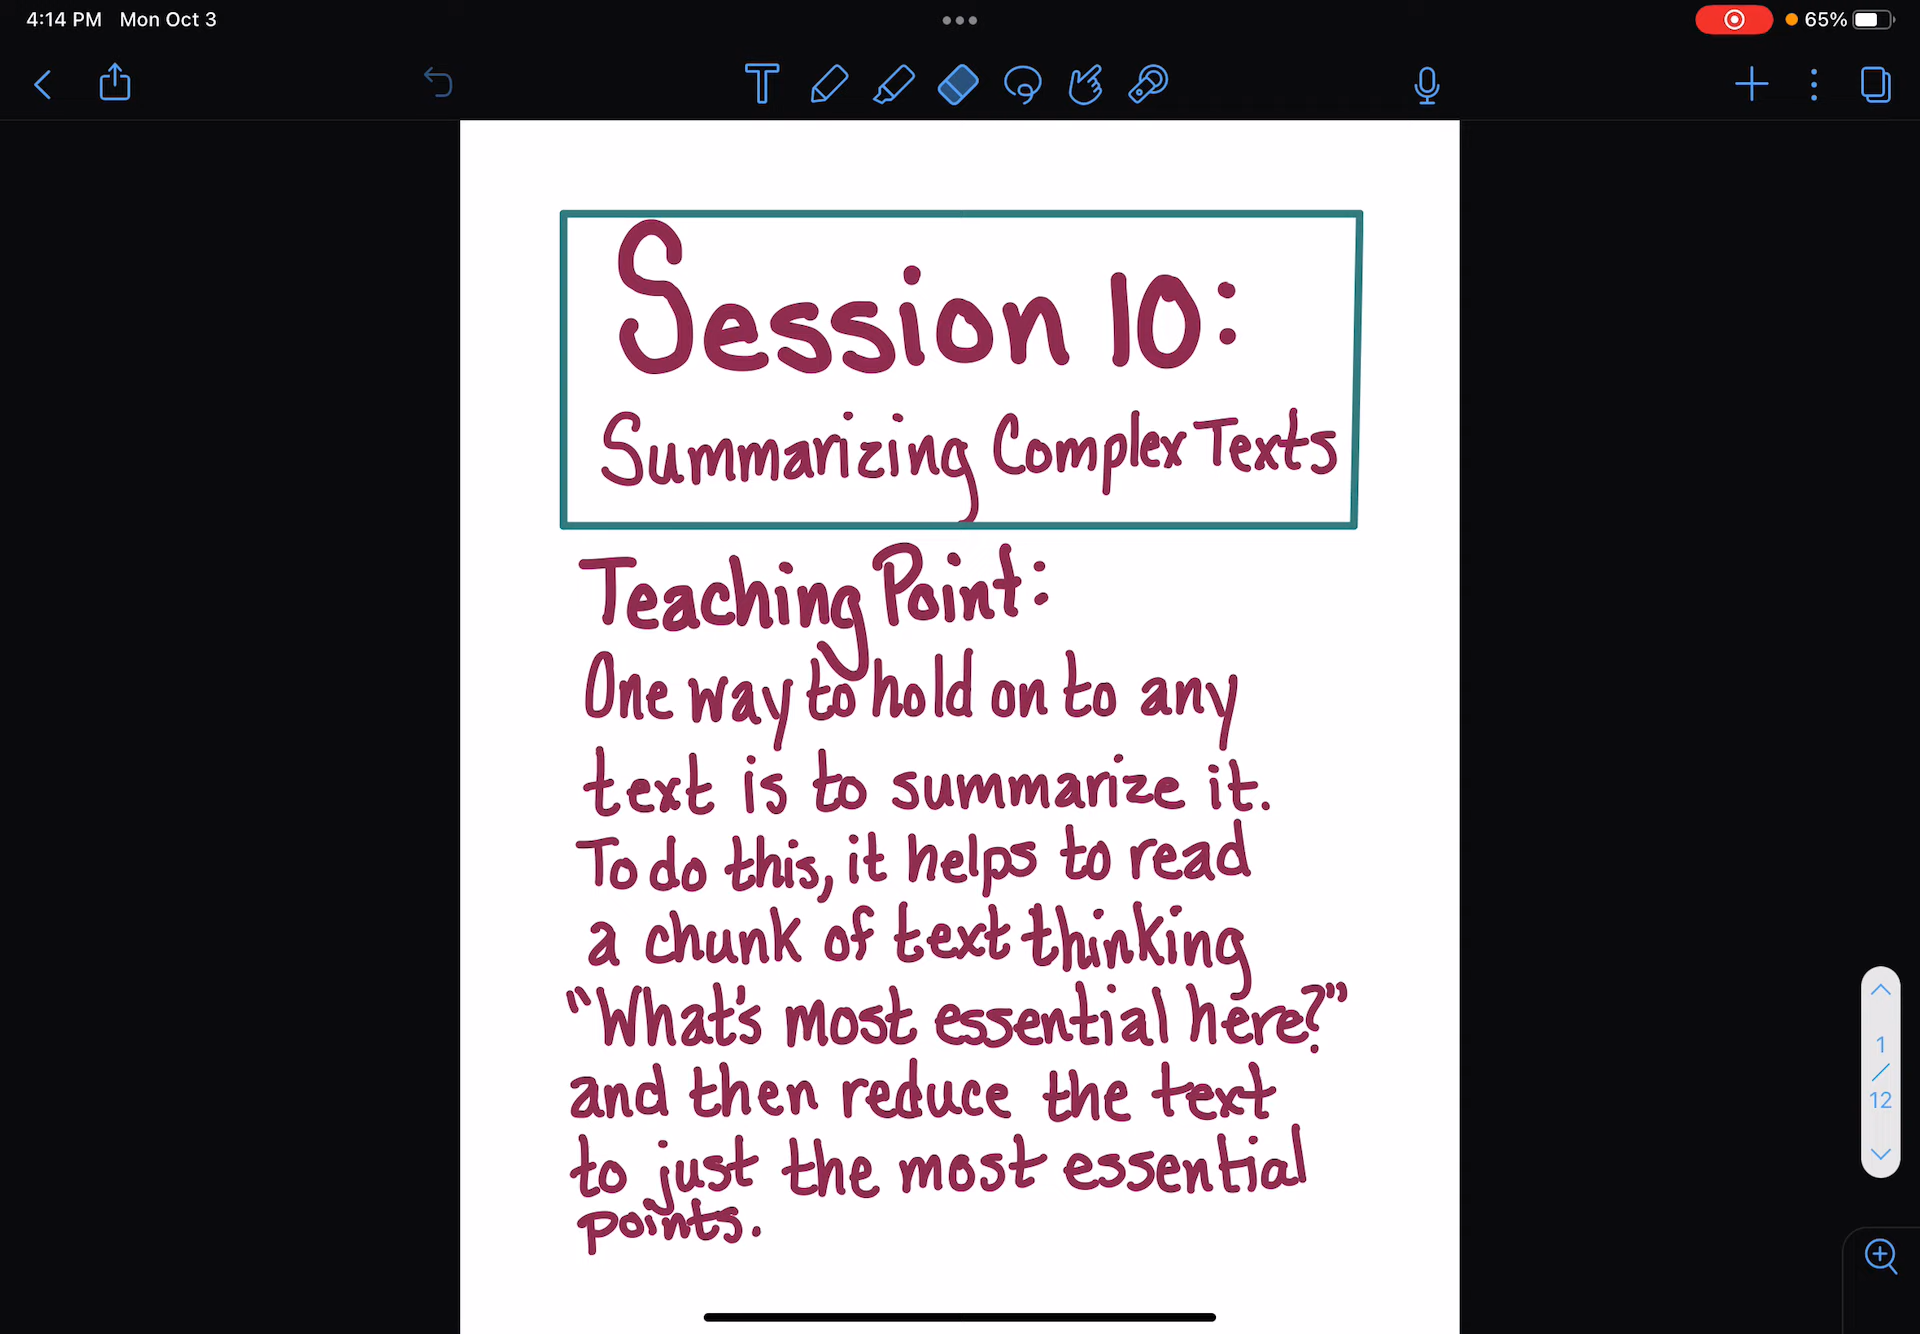 4:14 PM Mon Oct 3
65%
Session 10:
Summarizing Complex Texts
Teaching Point:
One way to hold on to any
text is to summarize it.
To do this, it helps to read
a chunk of text thinking
"What's most essential here?"
and then reduce the text
to just the most essential
points.
1
/
12